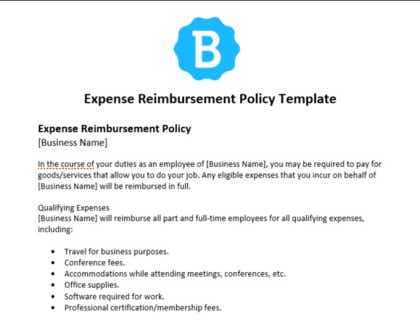 B
Expense Reimbursement Policy Template
Expense Reimbursement Policy
[Business Name]
In the course of your duties as an employee of [Business Name], you may be required to pay for
goods/services that allow you to do your job. Any eligible expenses that you incur on behalf of
[Business Name] will be reimbursed in full.
Qualifying Expenses
[Business Name] will reimburse all part and full-time employees for all qualifying expenses,
including:
• Travel for business purposes.
• Conference fees.
• Accommodations while attending meetings, conferences, etc.
• Office supplies.
• Software required for work.
• Professional certification/membership fees.